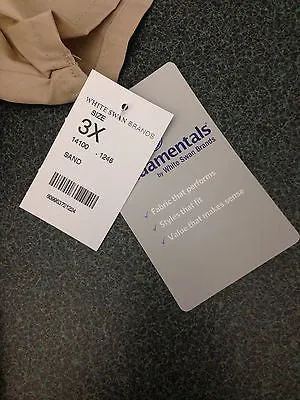 WHITE SWAN BRANDS
SIZE
3X
14100 . 1246
SAND
damentals®
by White Swan Brands
✓ Fabric that performs
✓ Styles that fit
✓ Value that makes sense